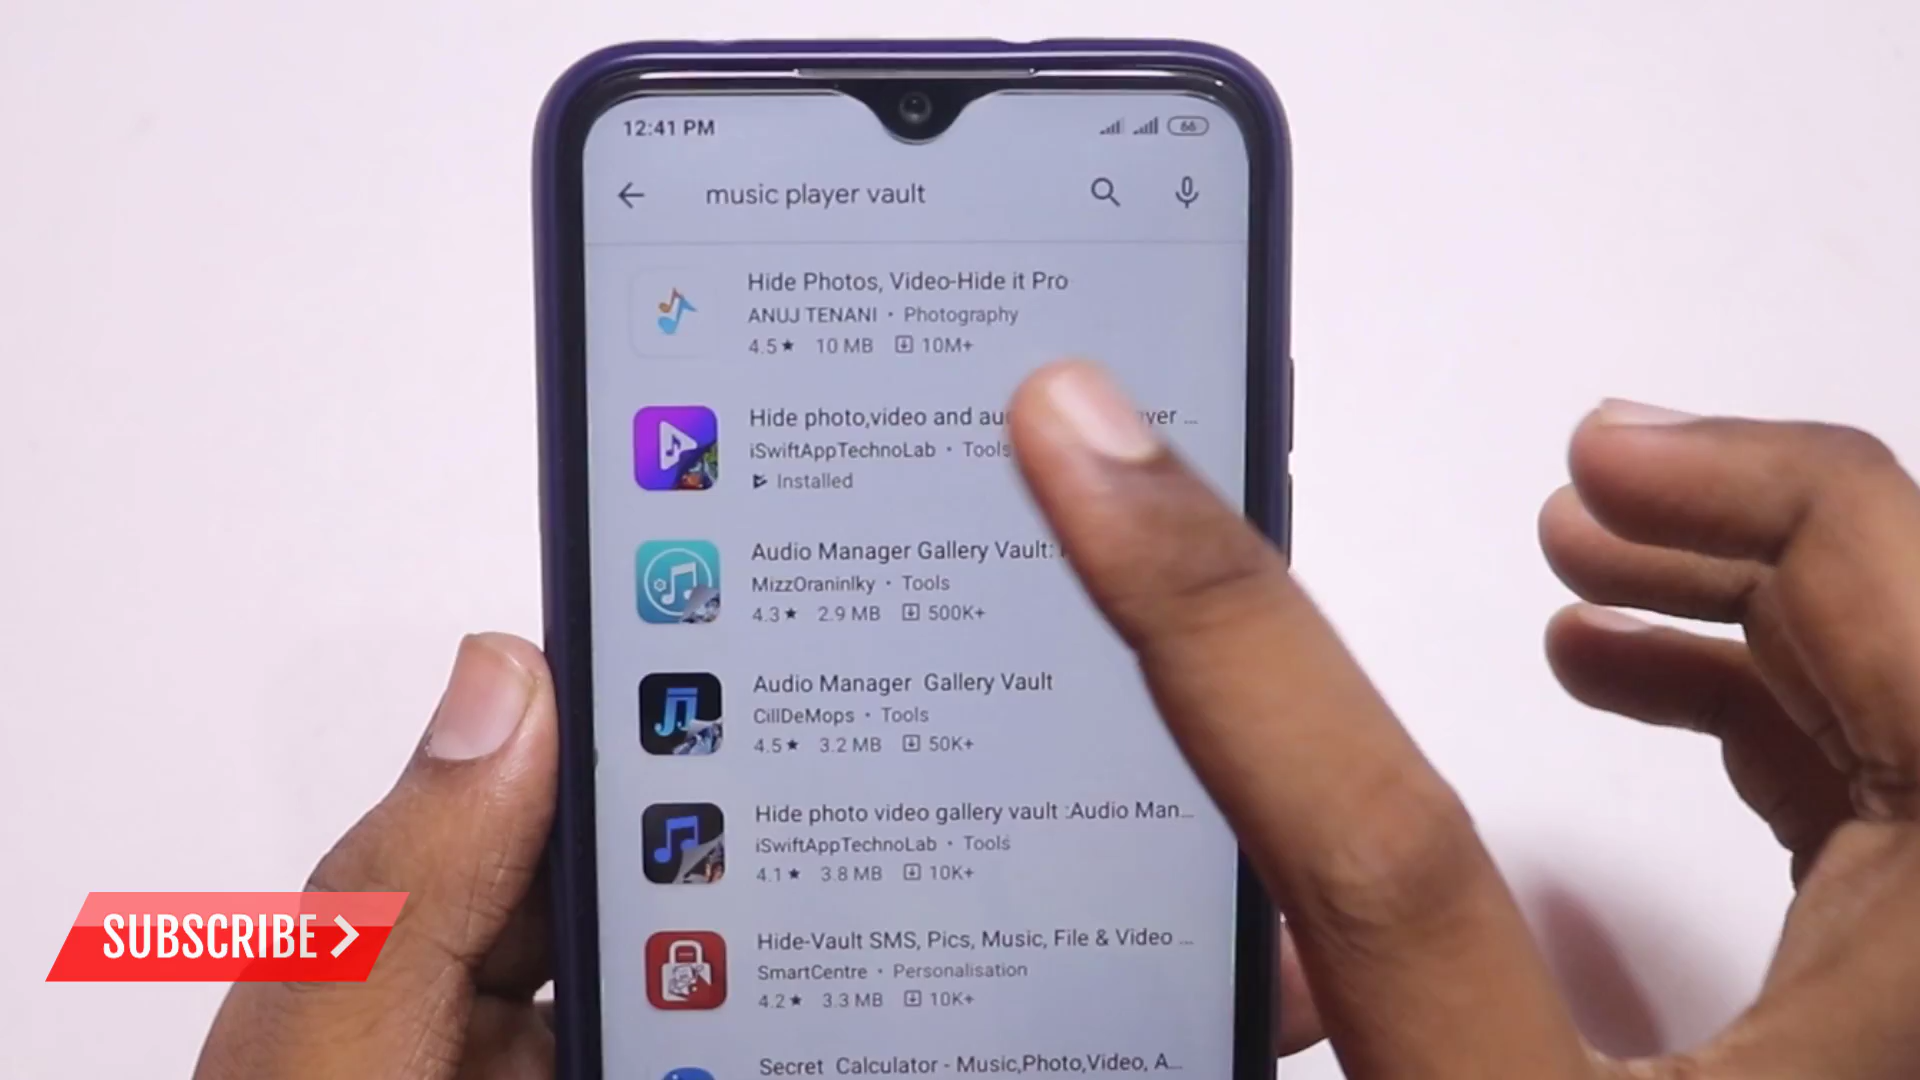 12:41 PM
66
music player vault
Hide Photos, Video-Hide it Pro
ANUJ TENANI • Photography
4.5★ 10 MB 10M+
Hide photo,video and au yer ...
iSwiftAppTechnoLab • Tools
Installed
Audio Manager Gallery Vault:
MizzOraninlky • Tools
4.3★ 2.9 MB 500K+
Audio Manager Gallery Vault
CillDeMops • Tools
4.5★ 3.2 MB 50K+
Hide photo video gallery vault :Audio Man...
iSwiftAppTechnoLab • Tools
4.1★ 3.8 MB 10K+
Hide-Vault SMS, Pics, Music, File & Video ...
SmartCentre • Personalisation
4.2★ 3.3 MB 10K+
Secret Calculator - Music,Photo,Video, A...
SUBSCRIBE